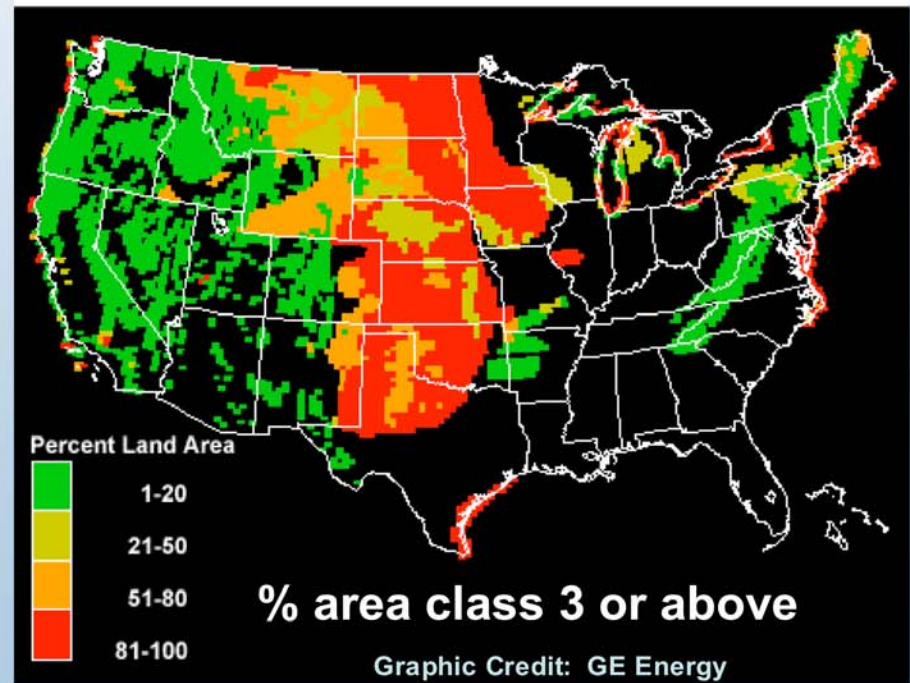 Percent Land Area
1-20
21-50
51-80
81-100
% area class 3 or above
Graphic Credit: GE Energy